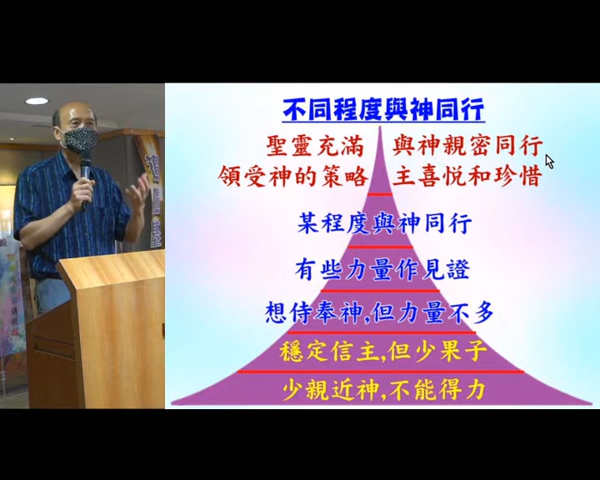 不同程度與神同行
聖靈充滿 與神親密同行
領受神的策略 主喜悅和珍惜
某程度與神同行
有些力量作見證
想侍奉神,但力量不多
穩定信主,但少果子
少親近神,不能得力